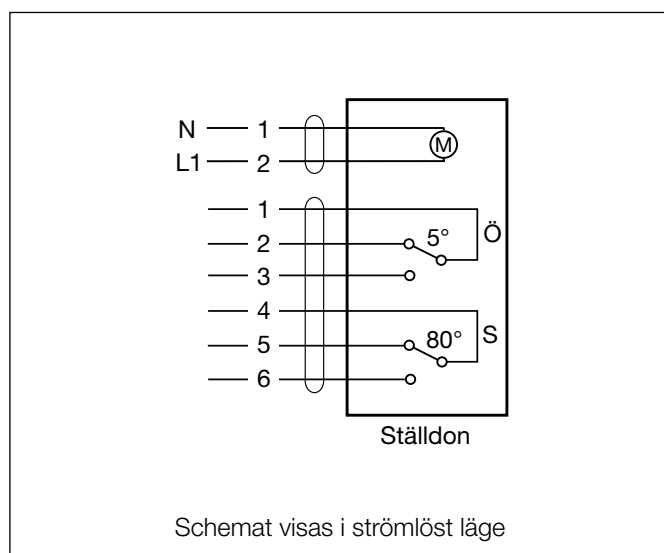 N 1
M
L1 2
1
2 5° Ö
3
4
5 80° S
6
Ställdon
Schemat visas i strömlöst läge